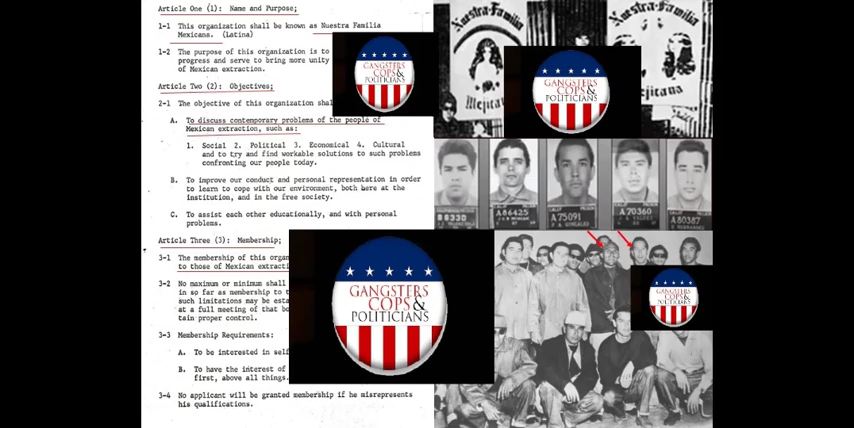 Article One (1): Name and Purpose;
1-1 This organization shall be known as Nuestra Familia
Mexicana. (Latina)
1-2 The purpose of this organization is to
progress and serve to bring more unity
of Mexican extraction.
Article Two (2): Objectives;
2-1 The objective of this organization shal
A. To discuss contemporary problems of the people of
Mexican extraction, such as:
1. Social 2. Political 3. Economical 4. Cultural
and to try and find workable solutions to such problems
confronting our people today.
B. To improve our conduct and personal representation in order
to learn to cope with our environment, both here at the
institution, and in the free society.
C. To assist each other educationally, and with personal
problems.
Article Three (3): Membership;
3-1 The membership of this organ
to those of Mexican extracti
3-2 No maximum or minimum shall
in so far as membership to t
such limitations may be esta
at a full meeting of that bo
tain proper control.
3-3 Membership Requirements:
A. To be interested in self
B. To have the interest of
first, above all things.
3-4 No applicant will be granted membership if he misrepresents
his qualifications.
GANGSTERS
COPS &
POLITICIANS
Nuestra Familia
Mejicana
GANGSTERS
COPS &
POLITICIANS
Nuestra Familia
Mejicana
B6330
A86425
A75091
A70360
A80387
GANGSTERS
COPS &
POLITICIANS
GANGSTERS
COPS &
POLITICIANS